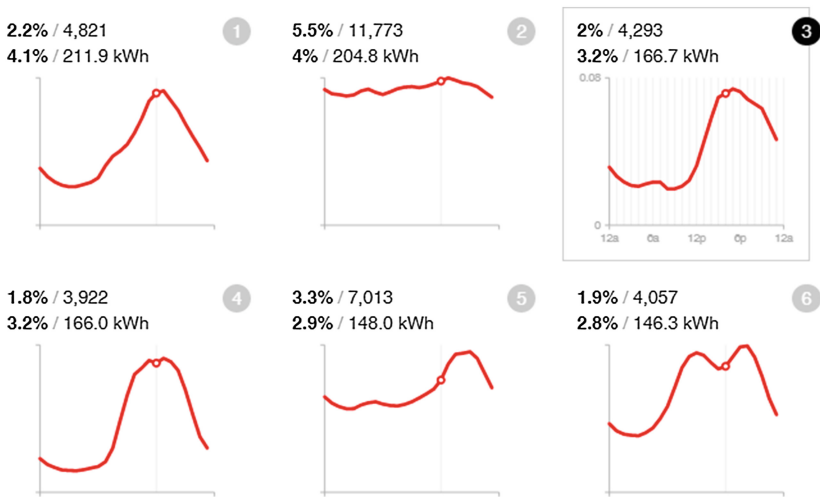 2.2% / 4,821
4.1% / 211.9 kWh
1
5.5% / 11,773
4% / 204.8 kWh
2
2% / 4,293
3.2% / 166.7 kWh
3
0.08
0
12a 6a 12p 6p 12a
1.8% / 3,922
3.2% / 166.0 kWh
4
3.3% / 7,013
2.9% / 148.0 kWh
5
1.9% / 4,057
2.8% / 146.3 kWh
6